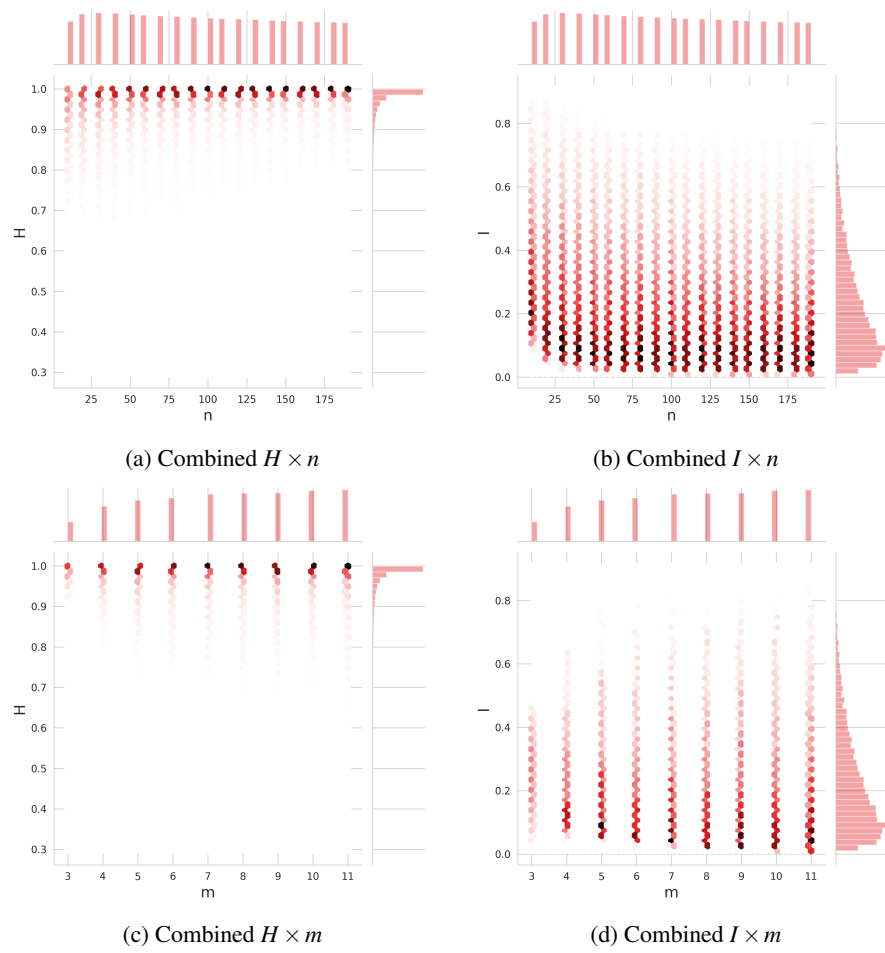 1.0
0.9
0.8
0.7
0.6
0.5
0.4
0.3
H
25 50 75 100 125 150 175
n
(a) Combined H × n
0.8
0.6
0.4
0.2
0.0
I
25 50 75 100 125 150 175
n
(b) Combined I × n
1.0
0.9
0.8
0.7
0.6
0.5
0.4
0.3
H
3 4 5 6 7 8 9 10 11
m
(c) Combined H × m
0.8
0.6
0.4
0.2
0.0
I
3 4 5 6 7 8 9 10 11
m
(d) Combined I × m